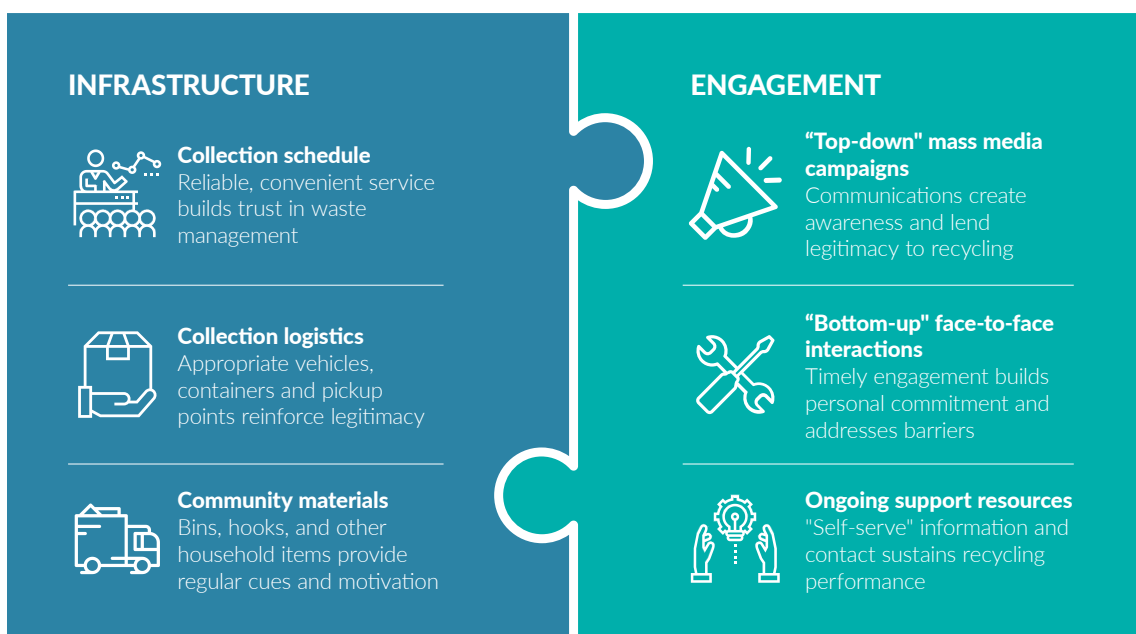 INFRASTRUCTURE
Collection schedule
Reliable, convenient service
builds trust in waste
management
Collection logistics
Appropriate vehicles,
containers and pickup
points reinforce legitimacy
Community materials
Bins, hooks, and other
household items provide
regular cues and motivation
ENGAGEMENT
“Top-down" mass media
campaigns
Communications create
awareness and lend
legitimacy to recycling
“Bottom-up" face-to-face
interactions
Timely engagement builds
personal commitment and
addresses barriers
Ongoing support resources
"Self-serve" information and
contact sustains recycling
performance